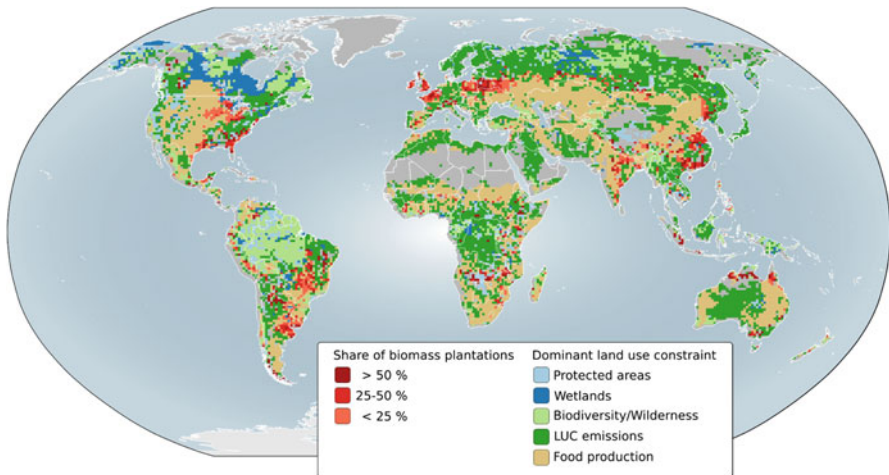 Share of biomass plantations
> 50 %
25-50 %
< 25 %
Dominant land use constraint
Protected areas
Wetlands
Biodiversity/Wilderness
LUC emissions
Food production